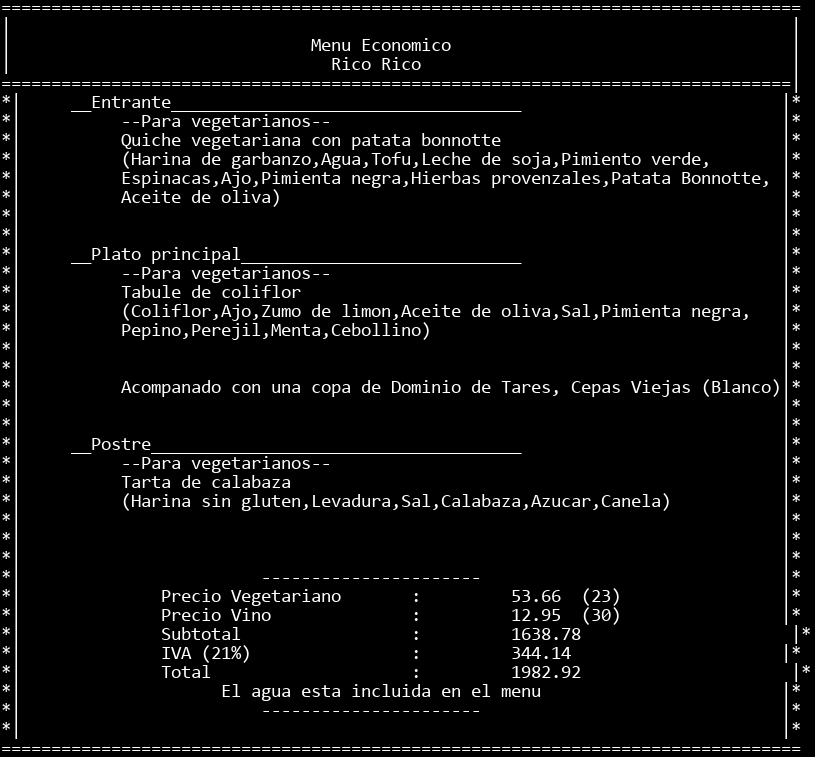 ================================================================================
|                                                                              |
|                              Menu Economico                                  |
|                                Rico Rico                                     |
===============================================================================|
*|     __Entrante___________________________________                          |*
*|          --Para vegetarianos--                                             |*
*|          Quiche vegetariana con patata bonnotte                            |*
*|          (Harina de garbanzo,Agua,Tofu,Leche de soja,Pimiento verde,       |*
*|          Espinacas,Ajo,Pimienta negra,Hierbas provenzales,Patata Bonnotte, |*
*|          Aceite de oliva)                                                  |*
*|                                                                            |*
*|                                                                            |*
*|     __Plato principal____________________________                          |*
*|          --Para vegetarianos--                                             |*
*|          Tabule de coliflor                                                |*
*|          (Coliflor,Ajo,Zumo de limon,Aceite de oliva,Sal,Pimienta negra,   |*
*|          Pepino,Perejil,Menta,Cebollino)                                   |*
*|                                                                            |*
*|                                                                            |*
*|          Acompanado con una copa de Dominio de Tares, Cepas Viejas (Blanco)|*
*|                                                                            |*
*|                                                                            |*
*|     __Postre_____________________________________                          |*
*|          --Para vegetarianos--                                             |*
*|          Tarta de calabaza                                                 |*
*|          (Harina sin gluten,Levadura,Sal,Calabaza,Azucar,Canela)           |*
*|                                                                            |*
*|                                                                            |*
*|                                                                            |*
*|                        ----------------------                              |*
*|              Precio Vegetariano       :         53.66  (23)                |*
*|              Precio Vino              :         12.95  (30)                |*
*|              Subtotal                 :         1638.78                     |*
*|              IVA (21%)                :         344.14                     |*
*|              Total                    :         1982.92                     |*
*|                    El agua esta incluida en el menu                        |*
*|                        ----------------------                              |*
*|                                                                            |*
================================================================================